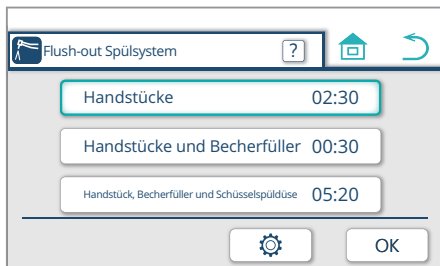 Flush-out Spülsystem ?
Handstücke 02:30
Handstücke und Becherfüller 00:30
Handstück, Becherfüller und Schüsselspüldüse 05:20
OK